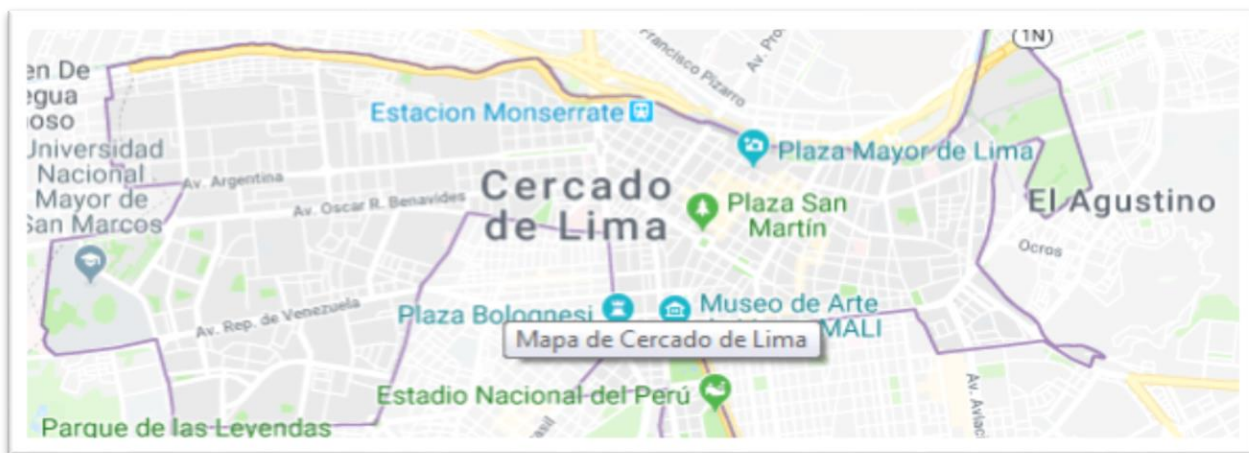 (1N)
Francisco Pizarro
Av. Pro
en De
egua
oso
Estacion Monserrate
Universidad
Nacional
Mayor de
San Marcos
Plaza Mayor de Lima
Av. Argentina
Cercado
de Lima
Av. Oscar R. Benavides
Plaza San
Martín
El Agustino
Ocros
Av. Rep. de Venezuela
Plaza Bolognesi
Museo de Arte
MALI
Mapa de Cercado de Lima
Estadio Nacional del Perú
Av. Aviac
asil
Parque de las Leyendas